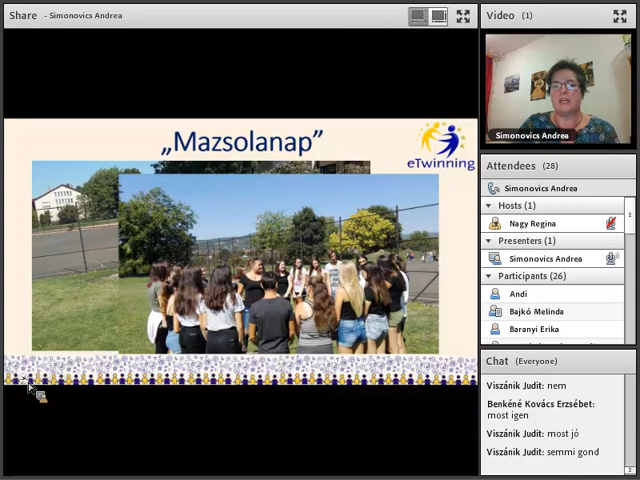 Share - Simonovics Andrea
„Mazsolanap”
eTwinning
Video (1)
Simonovics Andrea
Attendees (28)
Simonovics Andrea
Hosts (1)
Nagy Regina
Presenters (1)
Simonovics Andrea
Participants (26)
Andi
Bajkó Melinda
Baranyi Erika
Chat (Everyone)
Viszánik Judit: nem
Benkéné Kovács Erzsébet:
most igen
Viszánik Judit: most jó
Viszánik Judit: semmi gond